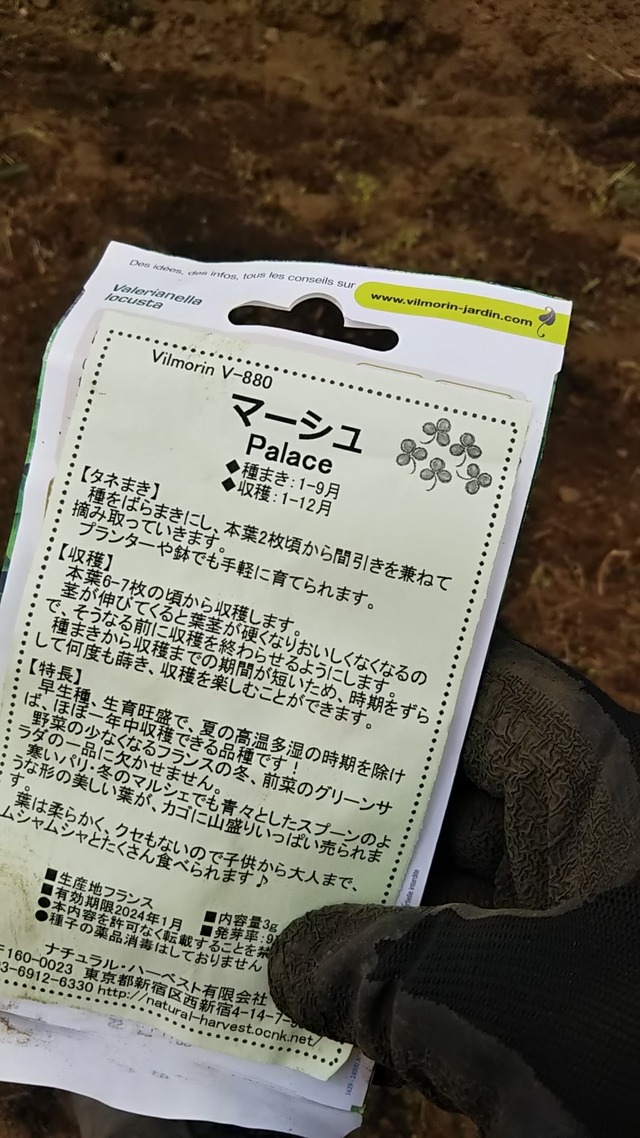 Des idées, des infos, tous les conseils sur
www.vilmorin-jardin.com
Valerianella
locusta
Vilmorin V-880
マーシュ
Palace
◆種まき:1-9月
◆収穫:1-12月
【タネまき】
種をばらまきにし、本葉2枚頃から間引きを兼ねて
摘み取っていきます。
プランターや鉢でも手軽に育てられます。
【収穫】
本葉6-7枚の頃から収穫します。
茎が伸びてくると葉茎が硬くなりおいしくなくなるの
で、そうなる前に収穫を終わらせるようにします。
種まきから収穫までの期間が短いため、時期をずら
して何度も蒔き、収穫を楽しむことができます。
【特長】
早生種、生育旺盛で、夏の高温多湿の時期を除け
ば、ほぼ一年中収穫できる品種です!
野菜の少なくなるフランスの冬、前菜のグリーンサ
ラダの一品に欠かせません。
寒いパリ・冬のマルシェでも青々としたスプーンのよ
うな形の美しい葉が、カゴに山盛りいっぱい売られま
す。
葉は柔らかく、クセもないので子供から大人まで、
ムシャムシャとたくさん食べられます♪
■生産地フランス
■有効期限2024年1月
■内容量3g
■発芽率:9
●本内容を許可なく転載することを禁
●種子の薬品消毒はしておりません
ナチュラル・ハーベスト有限会社
〒160-0023 東京都新宿区西新宿4-14-7-
3-6912-6330 http://natural-harvest.ocnk.net/